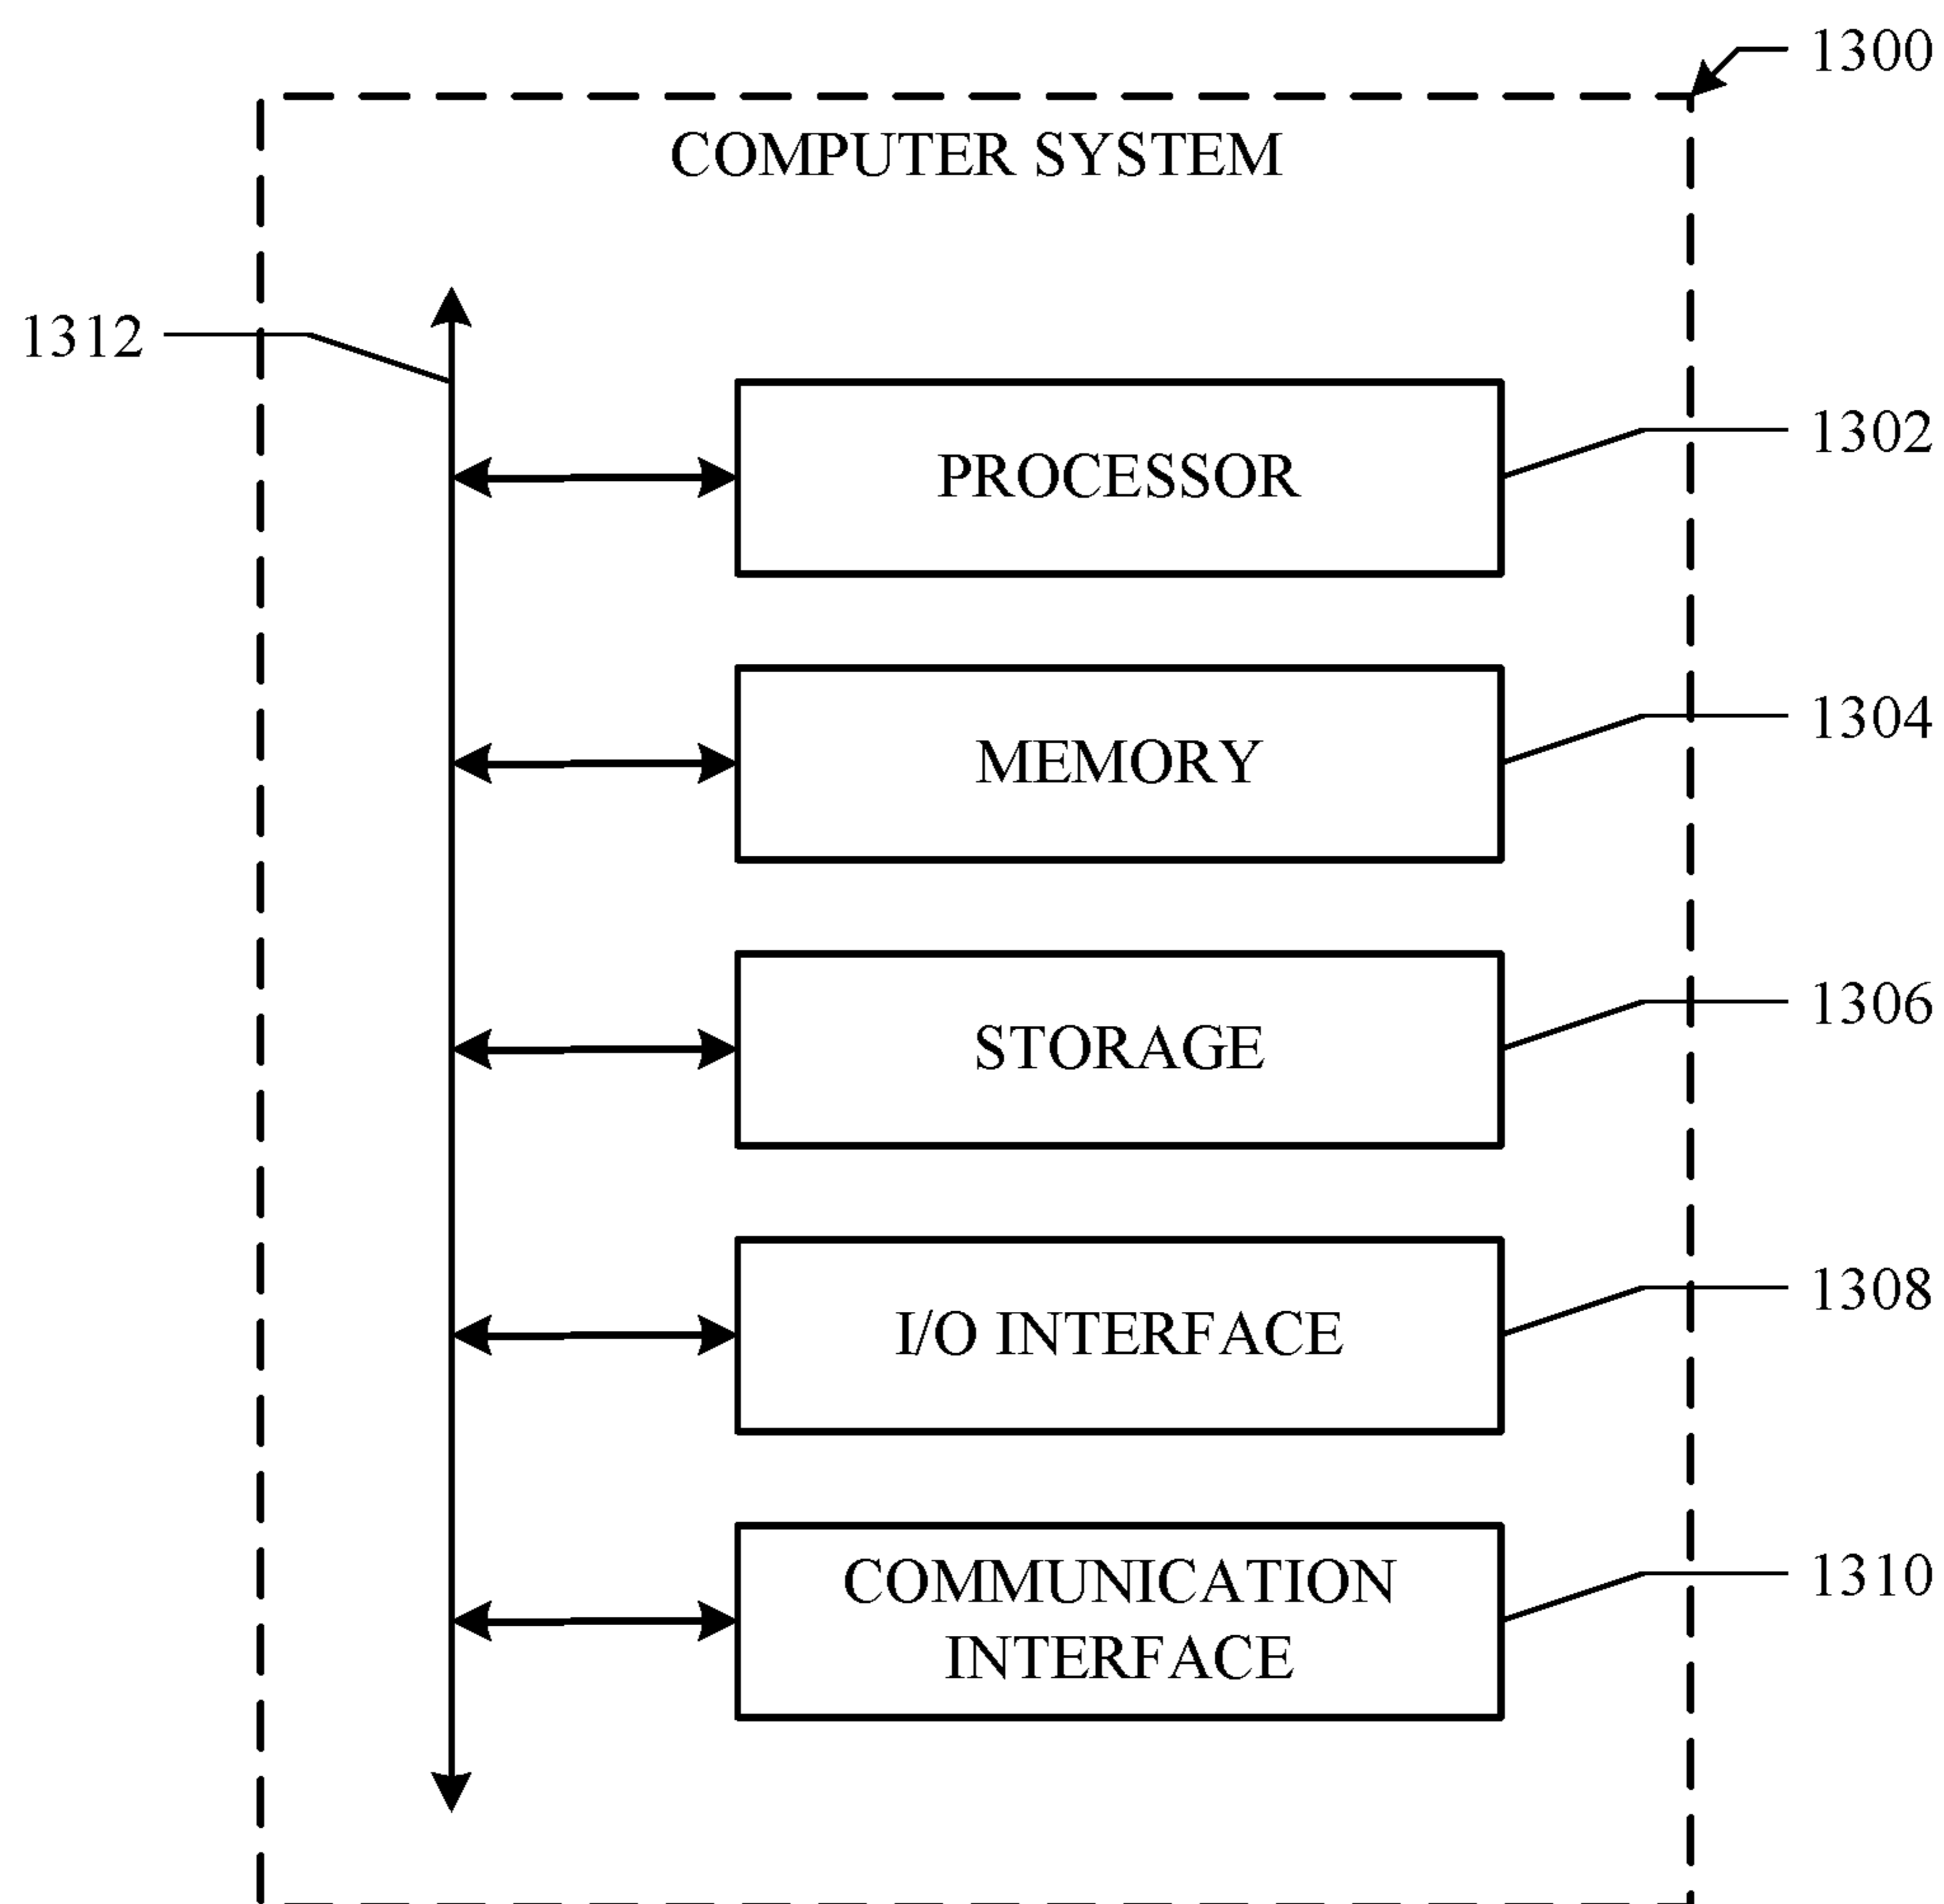 1300
COMPUTER SYSTEM
1312
PROCESSOR
1302
MEMORY
1304
STORAGE
1306
I/O INTERFACE
1308
COMMUNICATION
INTERFACE
1310